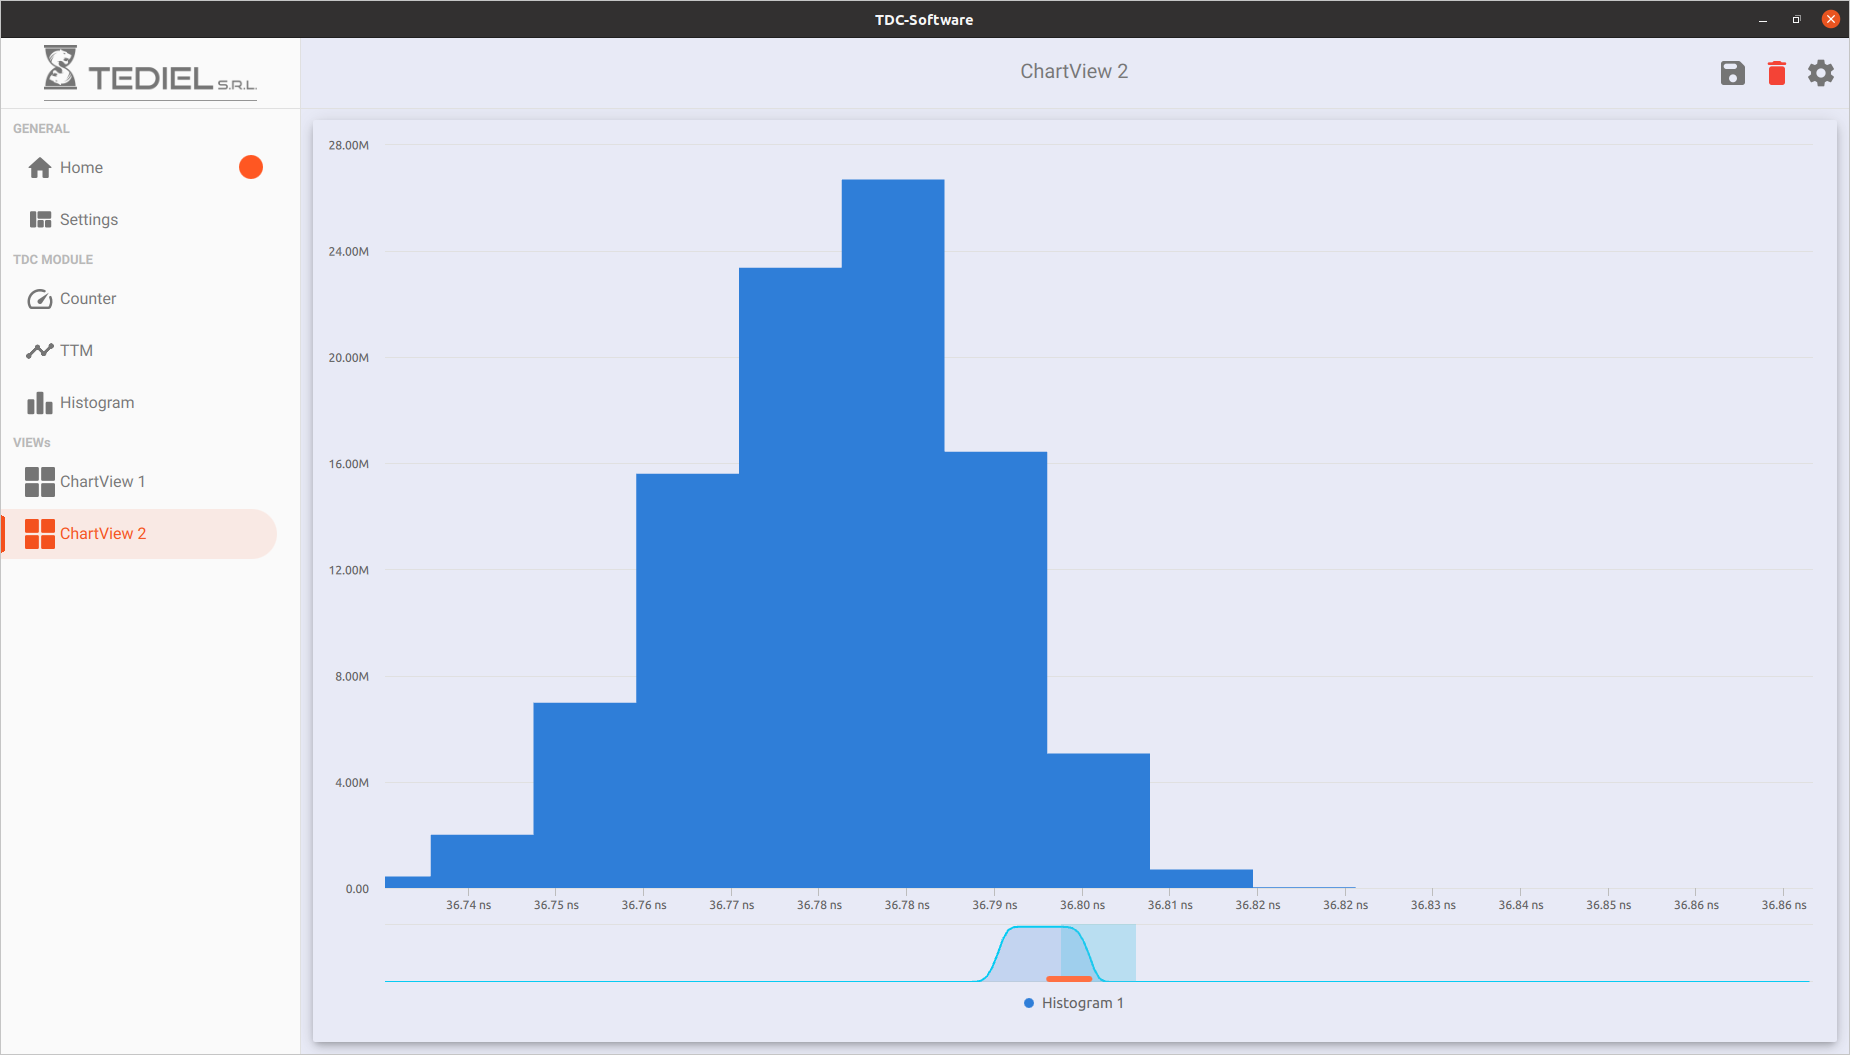 TDC-Software
TEDIEL S.R.L.
ChartView 2
GENERAL
Home
Settings
TDC MODULE
Counter
TTM
Histogram
VIEWs
ChartView 1
ChartView 2
28.00M
24.00M
20.00M
16.00M
12.00M
8.00M
4.00M
0.00
36.74 ns 36.75 ns 36.76 ns 36.77 ns 36.78 ns 36.78 ns 36.79 ns 36.80 ns 36.81 ns 36.82 ns 36.82 ns 36.83 ns 36.84 ns 36.85 ns 36.86 ns 36.86 ns
Histogram 1